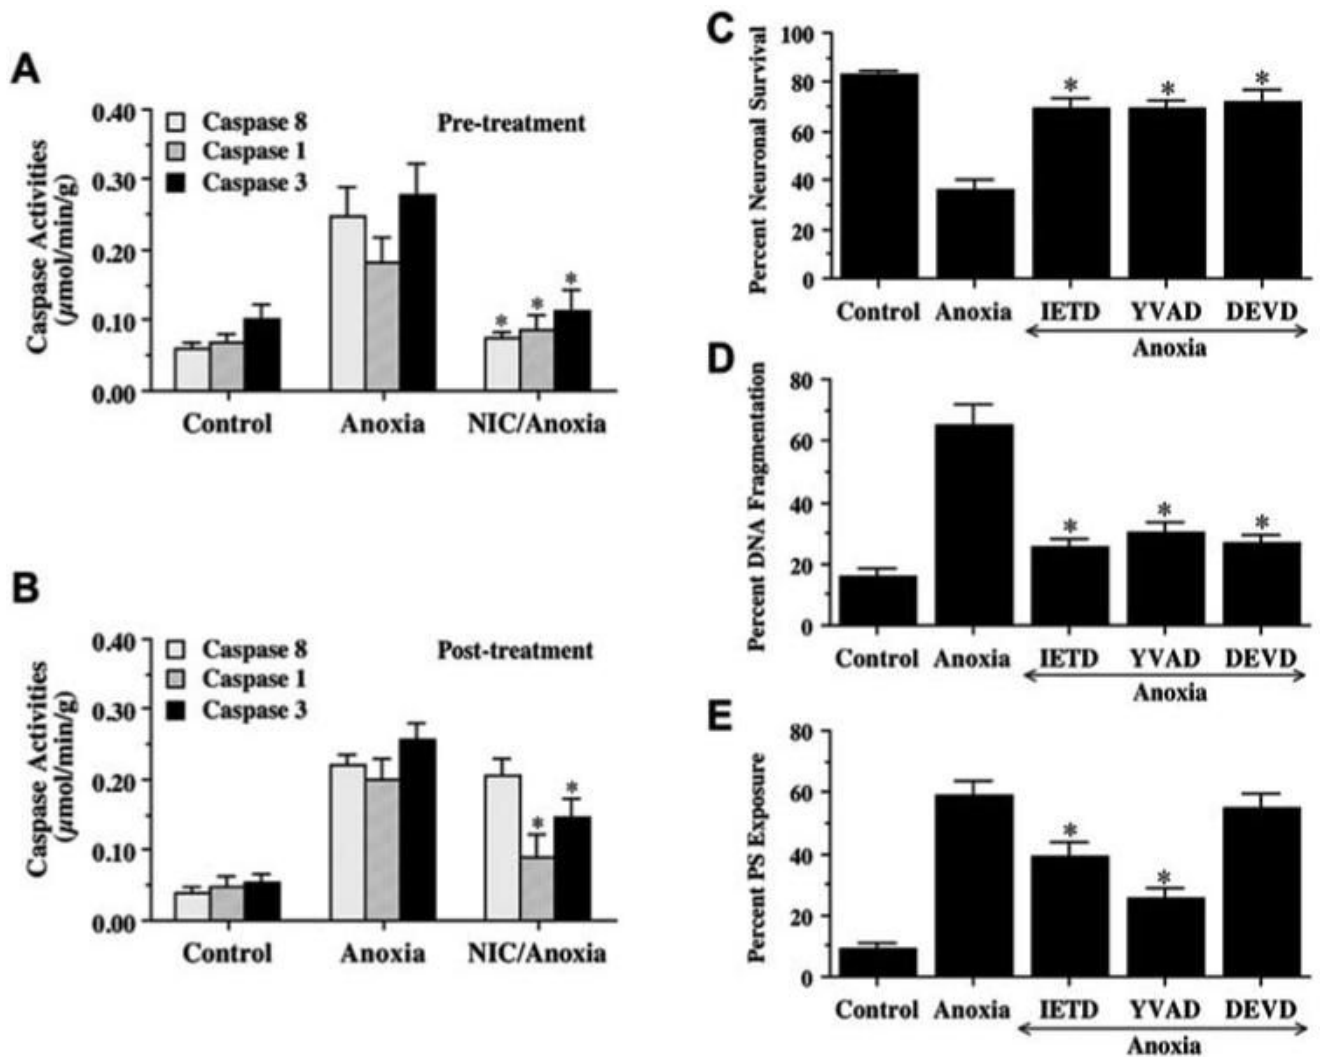 A
Caspase Activities
(μmol/min/g)
0.40
0.30
0.20
0.10
0.00
Caspase 8
Caspase 1
Caspase 3
Pre-treatment
* * *
Control Anoxia NIC/Anoxia
B
Caspase Activities
(μmol/min/g)
0.40
0.30
0.20
0.10
0.00
Caspase 8
Caspase 1
Caspase 3
Post-treatment
* *
Control Anoxia NIC/Anoxia
C
Percent Neuronal Survival
100
80
60
40
20
0
* * *
Control Anoxia IETD YVAD DEVD
Anoxia
D
Percent DNA Fragmentation
80
60
40
20
0
* * *
Control Anoxia IETD YVAD DEVD
Anoxia
E
Percent PS Exposure
80
60
40
20
0
* *
Control Anoxia IETD YVAD DEVD
Anoxia